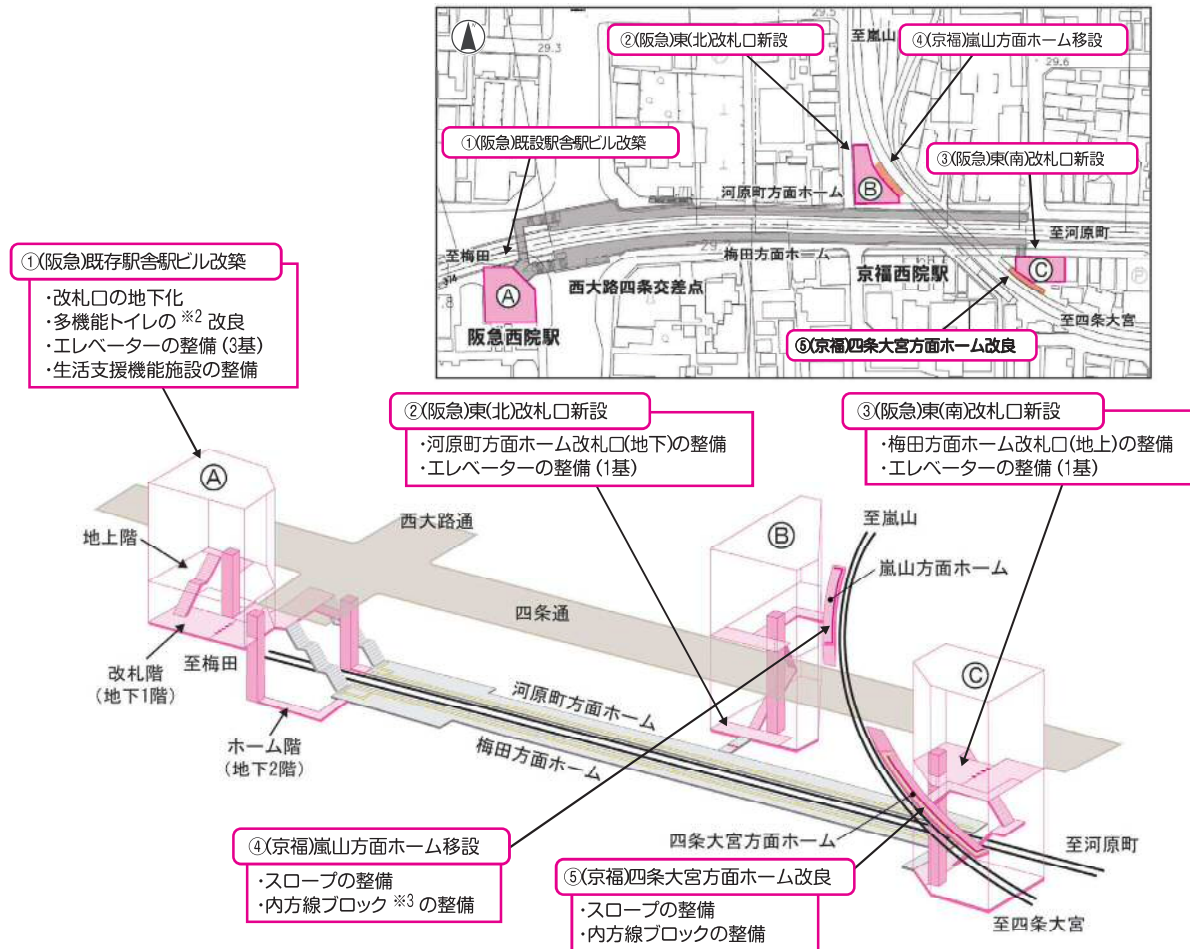 ②(阪急)東(北)改札口新設
④(京福)嵐山方面ホーム移設
至嵐山
29.3
29.6
①(阪急)既設駅舎駅ビル改築
③(阪急)東(南)改札口新設
河原町方面ホーム
Ⓑ
至河原町
至梅田
梅田方面ホーム
京福西院駅
Ⓒ
Ⓐ
西大路四条交差点
阪急西院駅
至四条大宮
⑥(京福)四条大宮方面ホーム改良
①(阪急)既存駅舎駅ビル改築
・改札口の地下化
・多機能トイレの ※2 改良
・エレベーターの整備(3基)
・生活支援機能施設の整備
②(阪急)東(北)改札口新設
・河原町方面ホーム改札口(地下)の整備
・エレベーターの整備(1基)
③(阪急)東(南)改札口新設
・梅田方面ホーム改札口(地上)の整備
・エレベーターの整備(1基)
Ⓐ
西大路通
Ⓑ
至嵐山
地上階
嵐山方面ホーム
四条通
Ⓒ
改札階
(地下1階)
至梅田
河原町方面ホーム
ホーム階
(地下2階)
梅田方面ホーム
四条大宮方面ホーム
至河原町
④(京福)嵐山方面ホーム移設
・スロープの整備
・内方線ブロック ※3 の整備
⑤(京福)四条大宮方面ホーム改良
・スロープの整備
・内方線ブロックの整備
至四条大宮